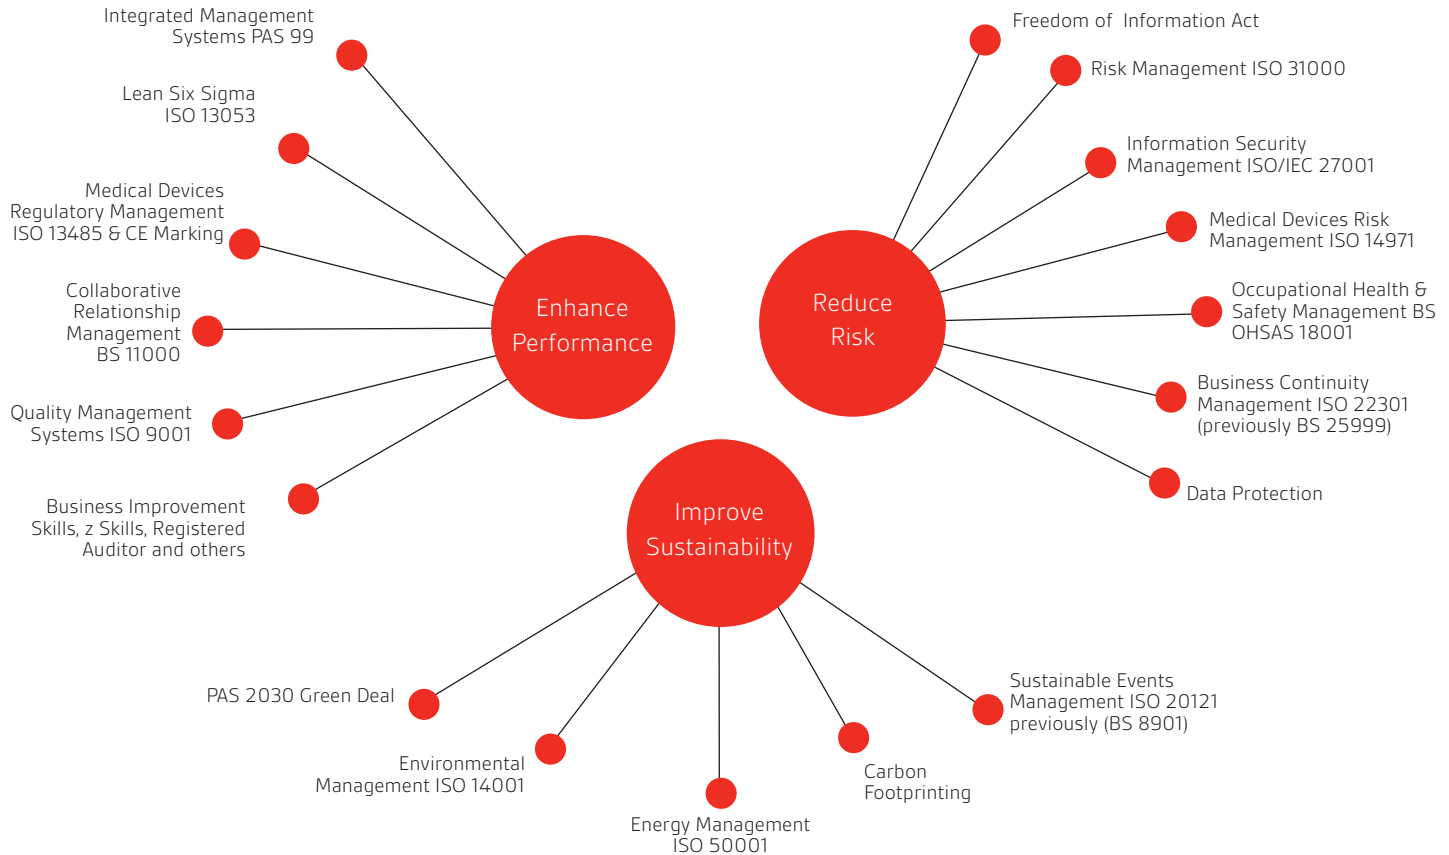 Integrated Management
Systems PAS 99
Lean Six Sigma
ISO 13053
Medical Devices
Regulatory Management
ISO 13485 & CE Marking
Collaborative
Relationship
Management
BS 11000
Quality Management
Systems ISO 9001
Business Improvement
Skills, z Skills, Registered
Auditor and others
Enhance
Performance
Reduce
Risk
Freedom of Information Act
Risk Management ISO 31000
Information Security
Management ISO/IEC 27001
Medical Devices Risk
Management ISO 14971
Occupational Health &
Safety Management BS
OHSAS 18001
Business Continuity
Management ISO 22301
(previously BS 25999)
Data Protection
Improve
Sustainability
PAS 2030 Green Deal
Environmental
Management ISO 14001
Energy Management
ISO 50001
Carbon
Footprinting
Sustainable Events
Management ISO 20121
previously (BS 8901)